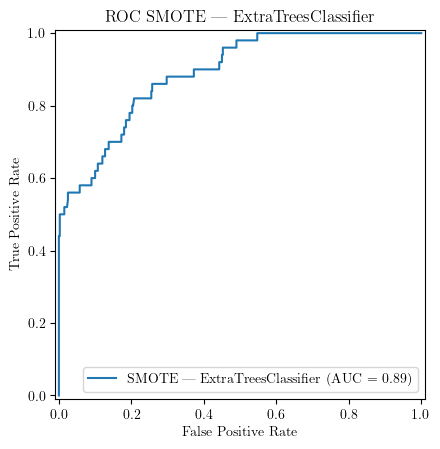 ROC SMOTE — ExtraTreesClassifier
1.0
0.8
0.6
0.4
0.2
0.0
True Positive Rate
SMOTE — ExtraTreesClassifier (AUC = 0.89)
0.0 0.2 0.4 0.6 0.8 1.0
False Positive Rate